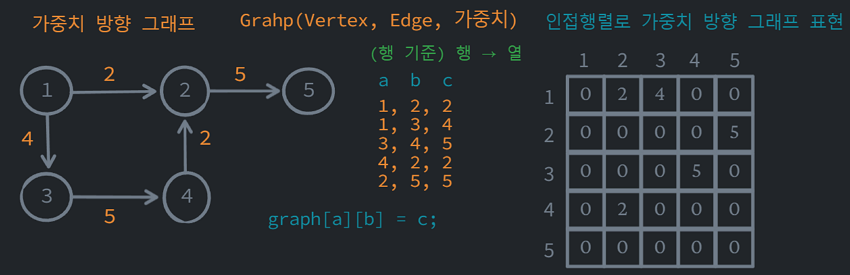 가중치 방향 그래프
1
2
2
5
5
4
2
3
5
4
Grahp(Vertex, Edge, 가중치)
(행 기준) 행 → 열
a b c
1, 2, 2
1, 3, 4
3, 4, 5
4, 2, 2
2, 5, 5
graph[a][b] = c;
인접행렬로 가중치 방향 그래프 표현
1 2 3 4 5
1 0 2 4 0 0
2 0 0 0 0 5
3 0 0 0 5 0
4 0 2 0 0 0
5 0 0 0 0 0